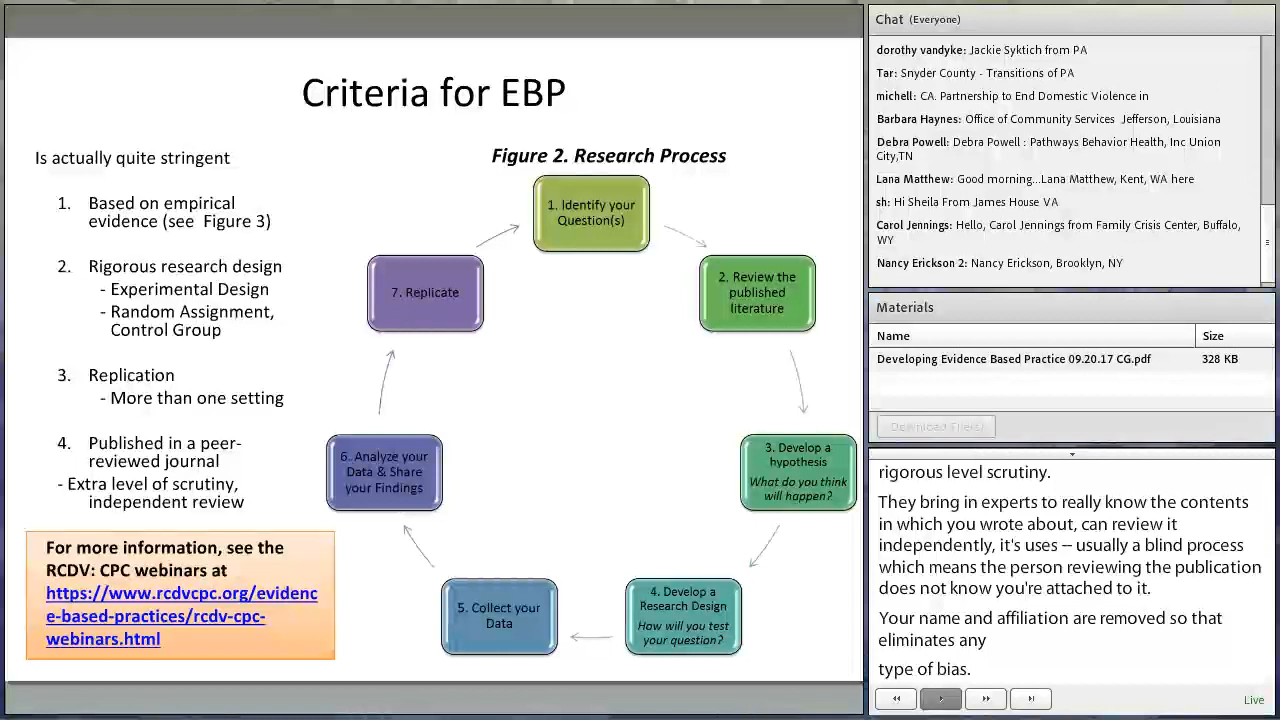 Criteria for EBP
Is actually quite stringent
1. Based on empirical
evidence (see Figure 3)
2. Rigorous research design
- Experimental Design
- Random Assignment,
Control Group
3. Replication
- More than one setting
4. Published in a peer-
reviewed journal
- Extra level of scrutiny,
independent review
For more information, see the
RCDV: CPC webinars at
https://www.rcdvcpc.org/evidenc
e-based-practices/rcdv-cpc-
webinars.html
Figure 2. Research Process
1. Identify your
Question(s)
2. Review the
published
literature
3. Develop a
hypothesis
What do you think
will happen?
4. Develop a
Research Design
How will you test
your question?
5. Collect your
Data
6. Analyze your
Data & Share
your Findings
7. Replicate
Chat (Everyone)
dorothy vandyke: Jackie Syktich from PA
Tar: Snyder County - Transitions of PA
michell: CA. Partnership to End Domestic Violence in
Barbara Haynes: Office of Community Services Jefferson, Louisiana
Debra Powell: Debra Powell : Pathways Behavior Health, Inc Union
City,TN
Lana Matthew: Good morning...Lana Matthew, Kent, WA here
sh: Hi Sheila From James House VA
Carol Jennings: Hello, Carol Jennings from Family Crisis Center, Buffalo,
WY
Nancy Erickson 2: Nancy Erickson, Brooklyn, NY
Materials
Name Size
Developing Evidence Based Practice 09.20.17 CG.pdf 328 KB
Download File(s)
rigorous level scrutiny.
They bring in experts to really know the contents
in which you wrote about, can review it
independently, it's uses -- usually a blind process
which means the person reviewing the publication
does not know you're attached to it.
Your name and affiliation are removed so that
eliminates any
type of bias.
Live